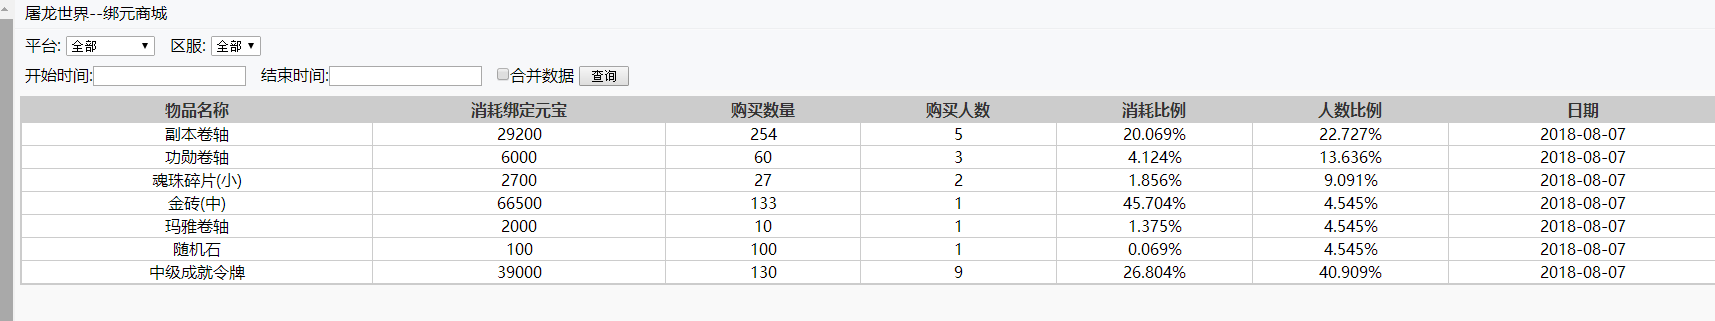 屠龙世界--绑元商城
平台: 全部 区服: 全部
开始时间: 结束时间: 合并数据 查询
物品名称 消耗绑定元宝 购买数量 购买人数 消耗比例 人数比例 日期
副本卷轴 29200 254 5 20.069% 22.727% 2018-08-07
功勋卷轴 6000 60 3 4.124% 13.636% 2018-08-07
魂珠碎片(小) 2700 27 2 1.856% 9.091% 2018-08-07
金砖(中) 66500 133 1 45.704% 4.545% 2018-08-07
玛雅卷轴 2000 10 1 1.375% 4.545% 2018-08-07
随机石 100 100 1 0.069% 4.545% 2018-08-07
中级成就令牌 39000 130 9 26.804% 40.909% 2018-08-07